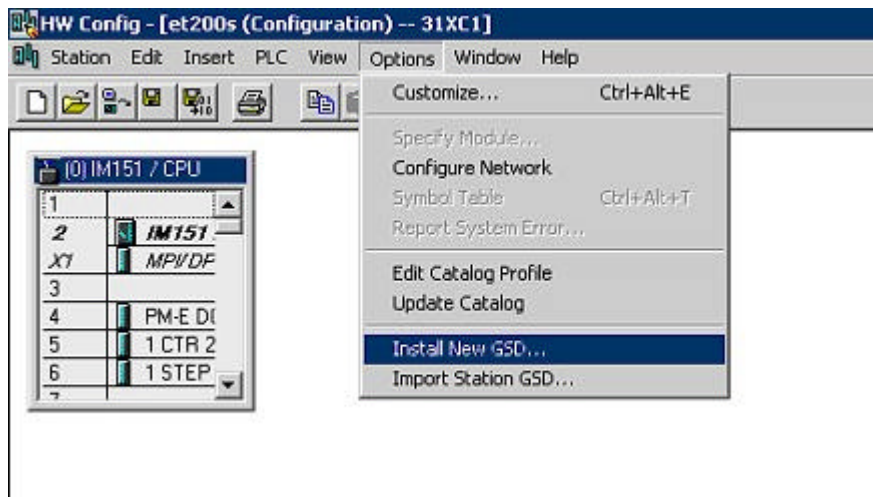 HW Config - [et200s (Configuration) -- 31XC1]
Station Edit Insert PLC View Options Window Help
Customize... Ctrl+Alt+E
Specify Module...
Configure Network
Symbol Table Ctrl+Alt+T
Report System Error...
Edit Catalog Profile
Update Catalog
Install New GSD...
Import Station GSD...
(0) IM151 / CPU
1
2 IM151
X1 MPI/DP
3
4 PM-E D
5 1 CTR 2
6 1 STEP
7